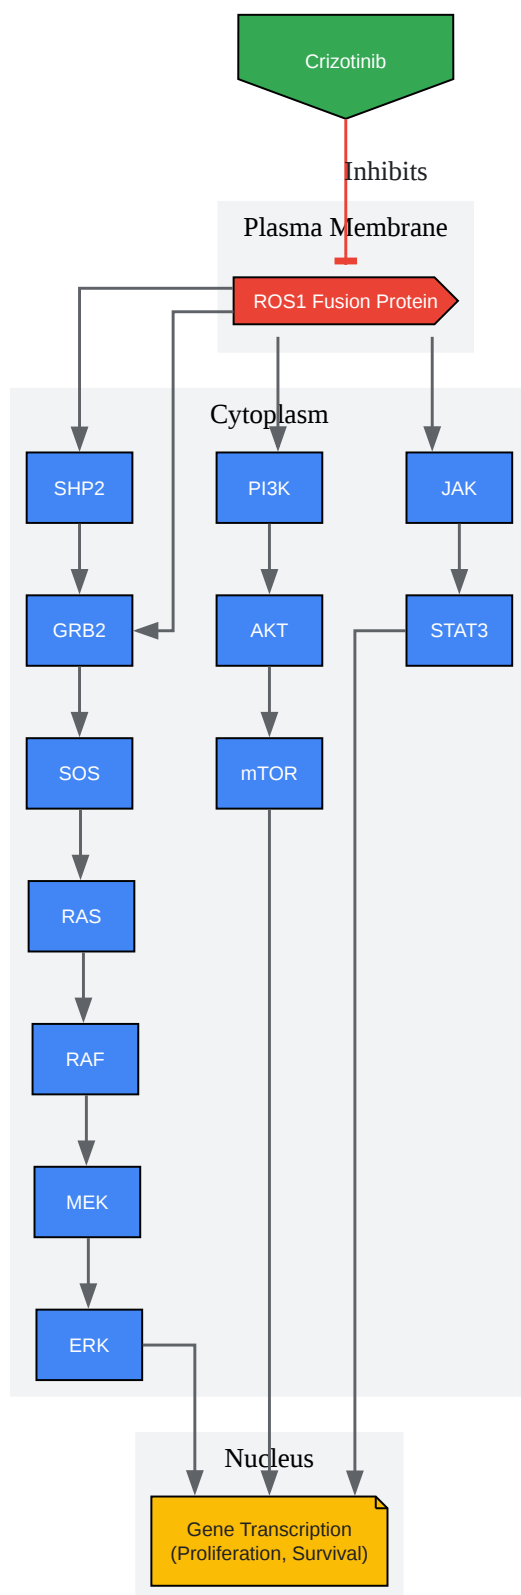 Crizotinib
Inhibits
Plasma Membrane
ROS1 Fusion Protein
Cytoplasm
SHP2
PI3K
JAK
GRB2
AKT
STAT3
SOS
mTOR
RAS
RAF
MEK
ERK
Nucleus
Gene Transcription
(Proliferation, Survival)